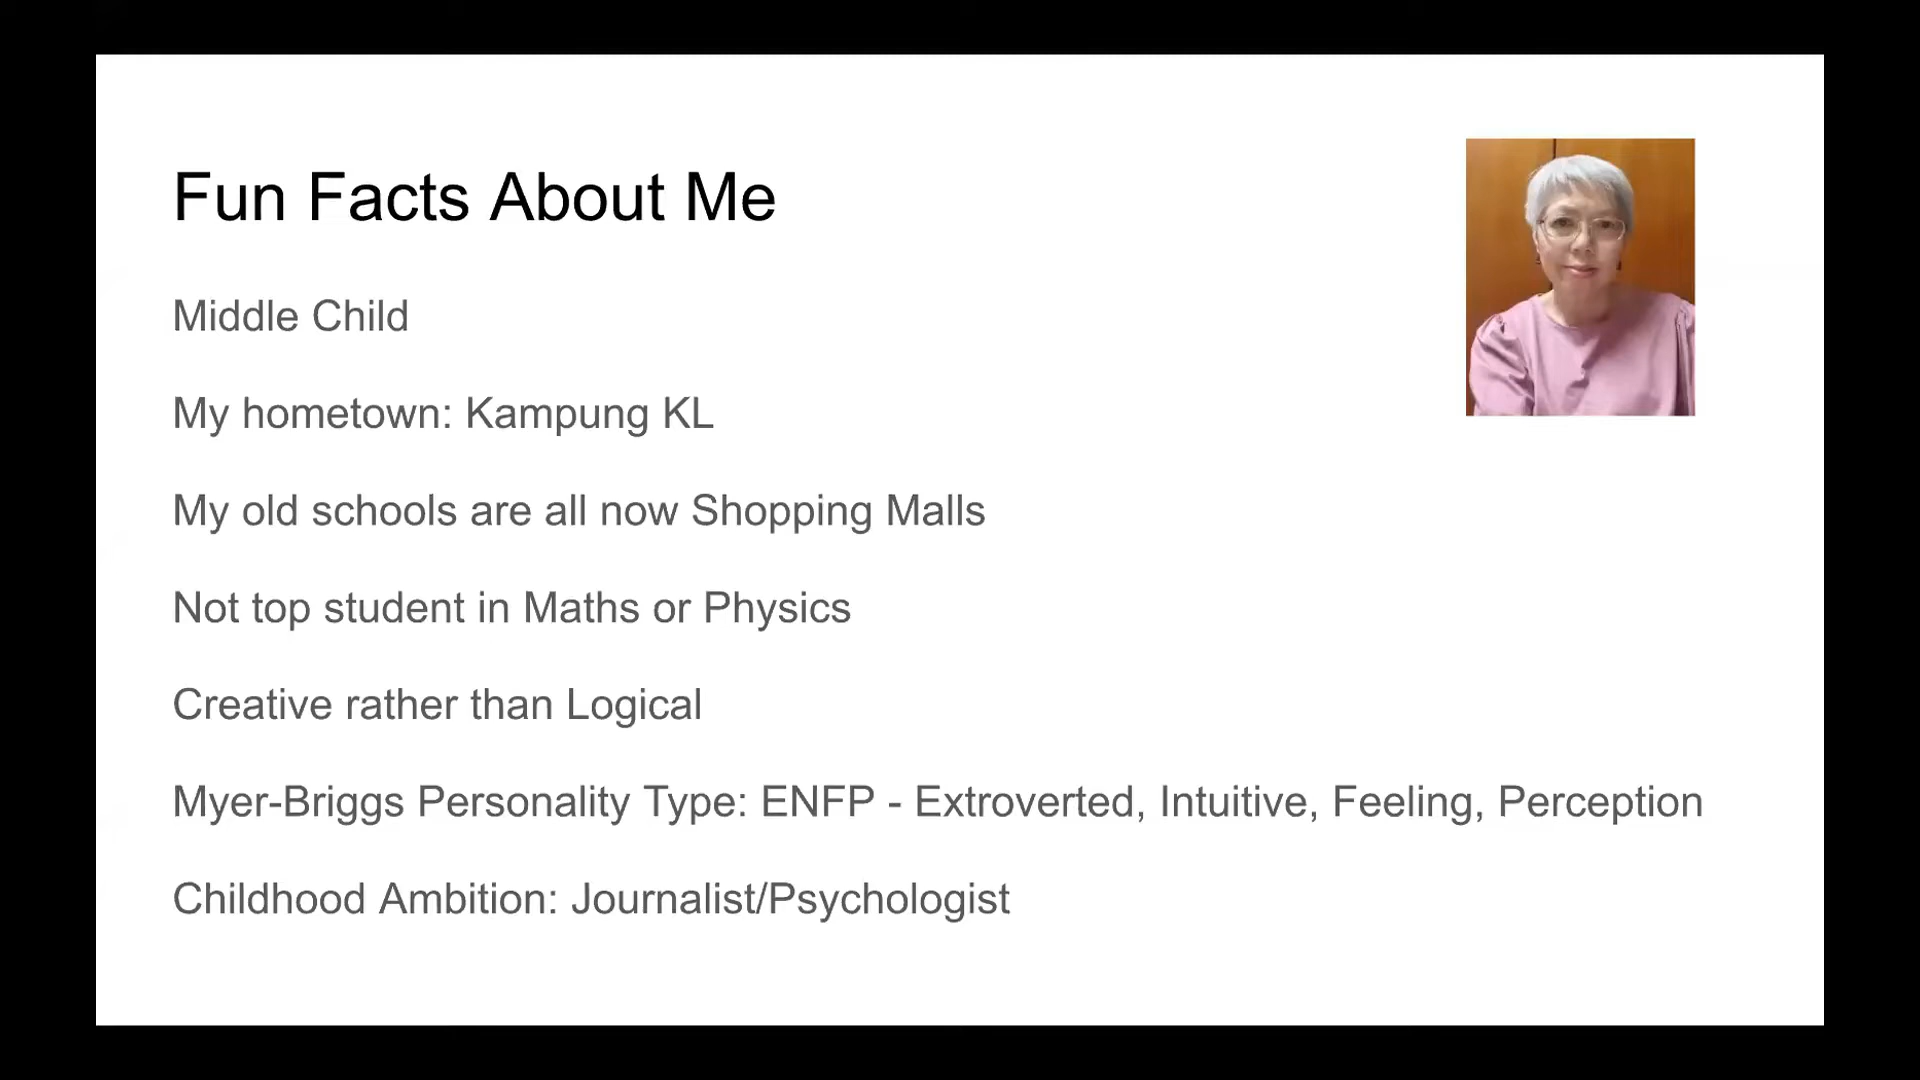 Fun Facts About Me
Middle Child
My hometown: Kampung KL
My old schools are all now Shopping Malls
Not top student in Maths or Physics
Creative rather than Logical
Myer-Briggs Personality Type: ENFP - Extroverted, Intuitive, Feeling, Perception
Childhood Ambition: Journalist/Psychologist